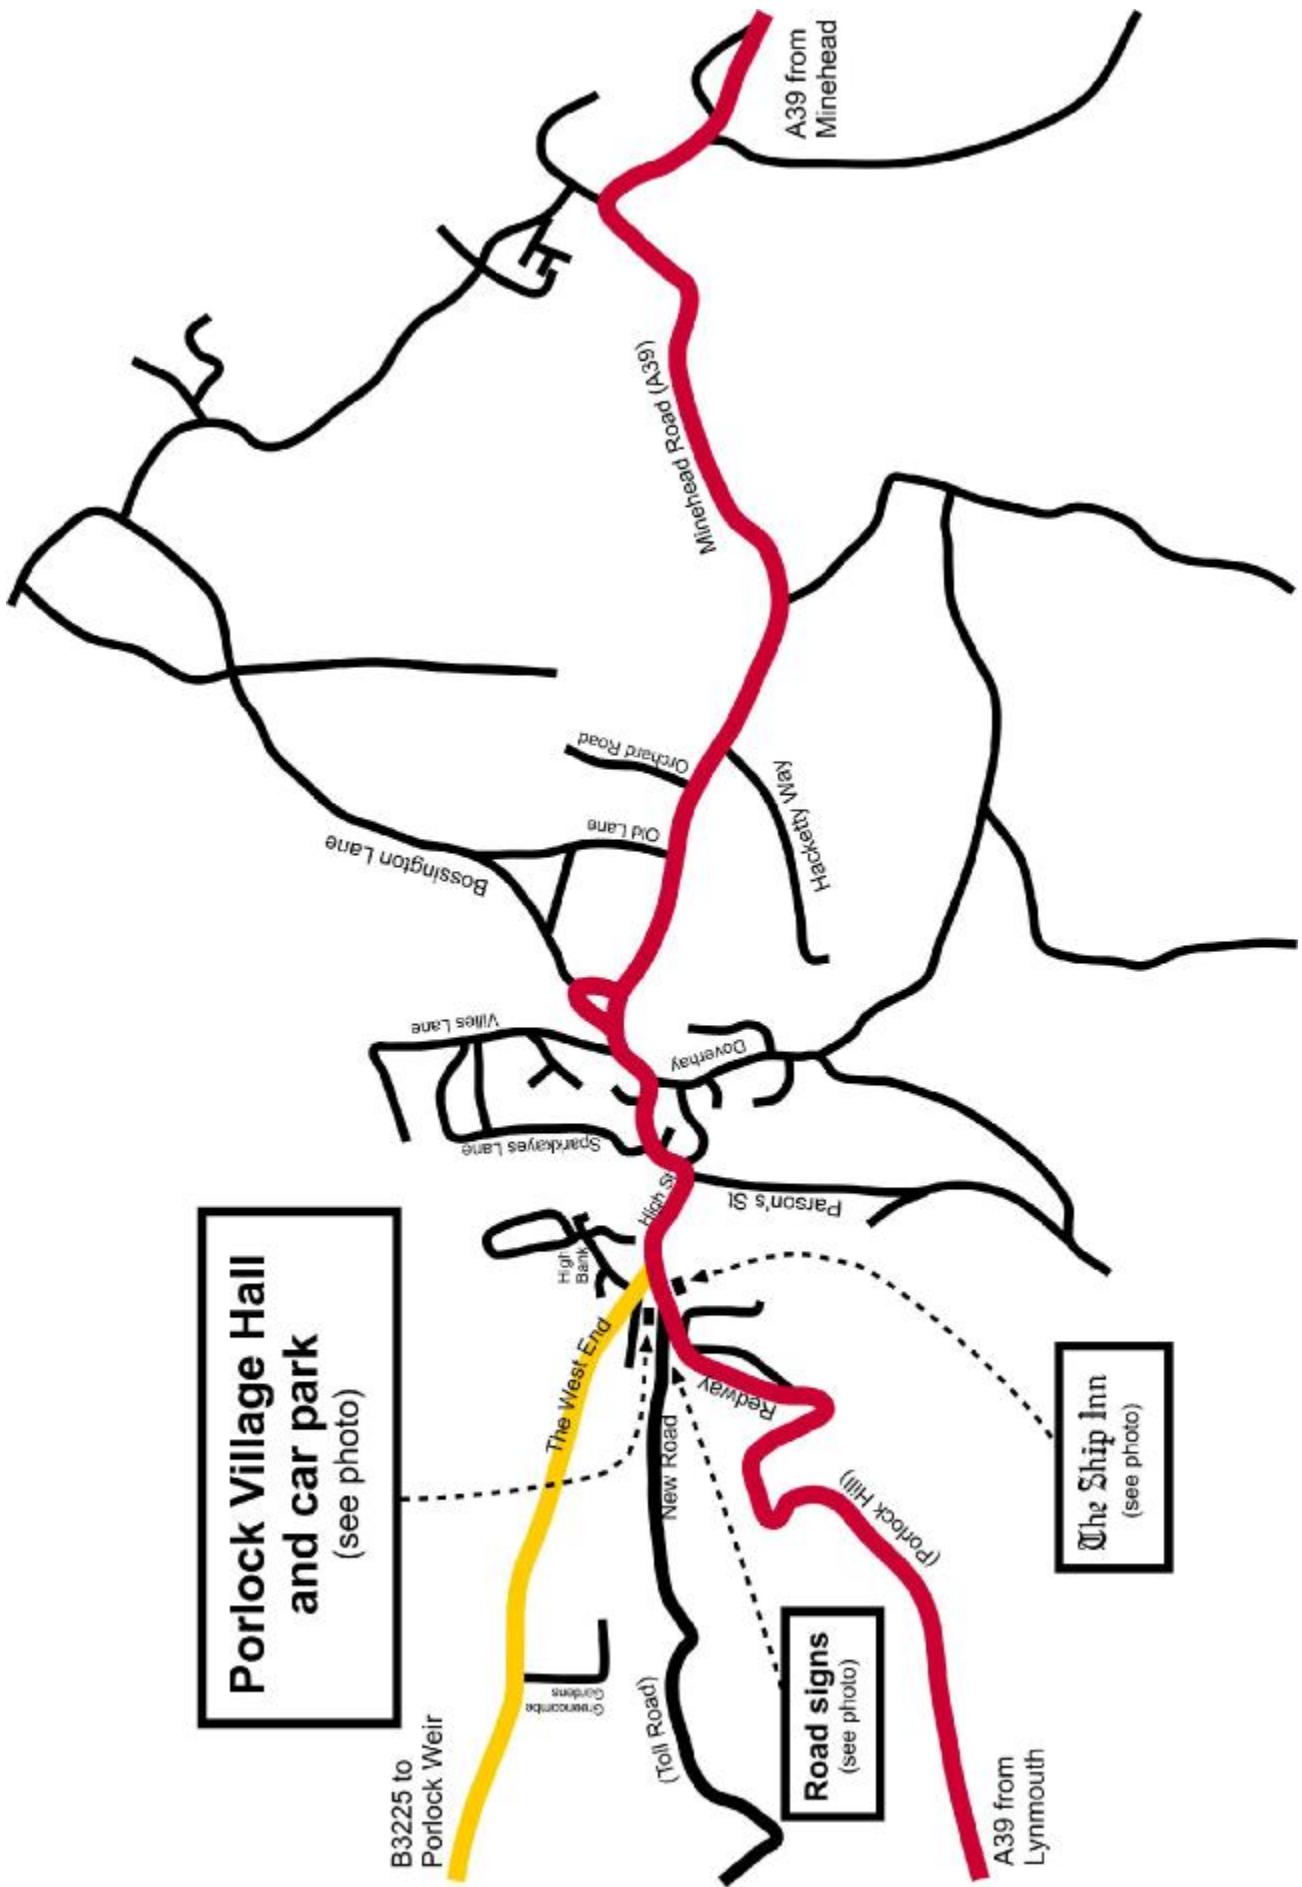 Porlock Village Hall
and car park
(see photo)
B3225 to
Porlock Weir
Greencombe
Gardens
The West End
High
Bank
High St
New Road
(Toll Road)
Road signs
(see photo)
A39 from
Lynmouth
(Porlock Hill)
Redway
The Ship Inn
(see photo)
Parson's St
Sparkhayes Lane
Villes Lane
Doverhay
Bossington Lane
Old Lane
Orchard Road
Hacketty Way
Minehead Road (A39)
A39 from
Minehead